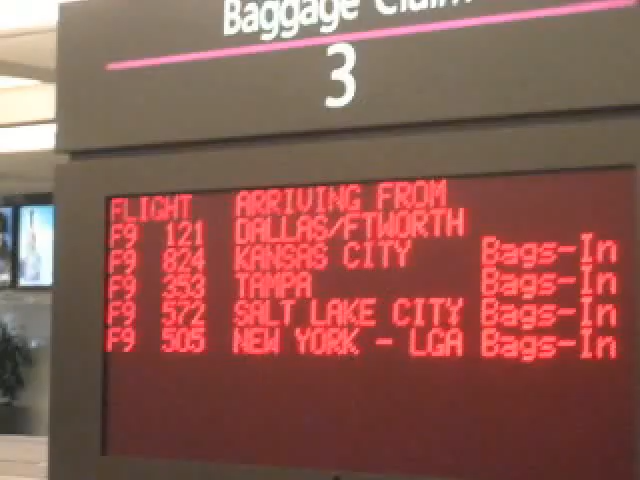 Baggage Claim
3
FLIGHT ARRIVING FROM
F9 121 DALLAS/FTWORTH
F9 824 KANSAS CITY Bags-In
F9 353 TAMPA Bags-In
F9 572 SALT LAKE CITY Bags-In
F9 505 NEW YORK - LGA Bags-In